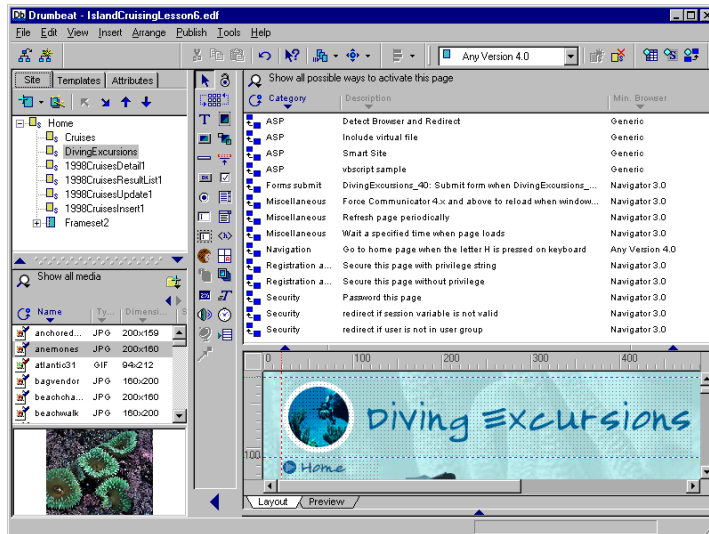 Drumbeat - IslandCruisingLesson6.edf
File Edit View Insert Arrange Publish Tools Help
Any Version 4.0
Site Templates Attributes
Home
Cruises
DivingExcursions
1998CruisesDetail1
1998CruisesResultList1
1998CruisesUpdate1
1998CruisesInsert1
Frameset2
Show all media
Name Ty... Dimensi... S
anchored... JPG 200x159
anemones JPG 200x160
atlantic31 GIF 94x212
bagvendor JPG 160x200
beachcha... JPG 200x160
beachwalk JPG 160x200
Show all possible ways to activate this page
Category Description Min. Browser
ASP Detect Browser and Redirect Generic
ASP Include virtual file Generic
ASP Smart Site Generic
ASP vbscript sample Generic
Forms submit DivingExcursions_40: Submit form when DivingExcursions_... Navigator 3.0
Miscellaneous Force Communicator 4.x and above to reload when window... Navigator 3.0
Miscellaneous Refresh page periodically Navigator 3.0
Miscellaneous Wait a specified time when page loads Navigator 3.0
Navigation Go to home page when the letter H is pressed on keyboard Any Version 4.0
Registration a... Secure this page with privilege string Navigator 3.0
Registration a... Secure this page without privilege Navigator 3.0
Security Password this page Navigator 3.0
Security redirect if session variable is not valid Navigator 3.0
Security redirect if user is not in user group Navigator 3.0
0 100 200 300 400
Diving Excursions
100
Home
Layout Preview